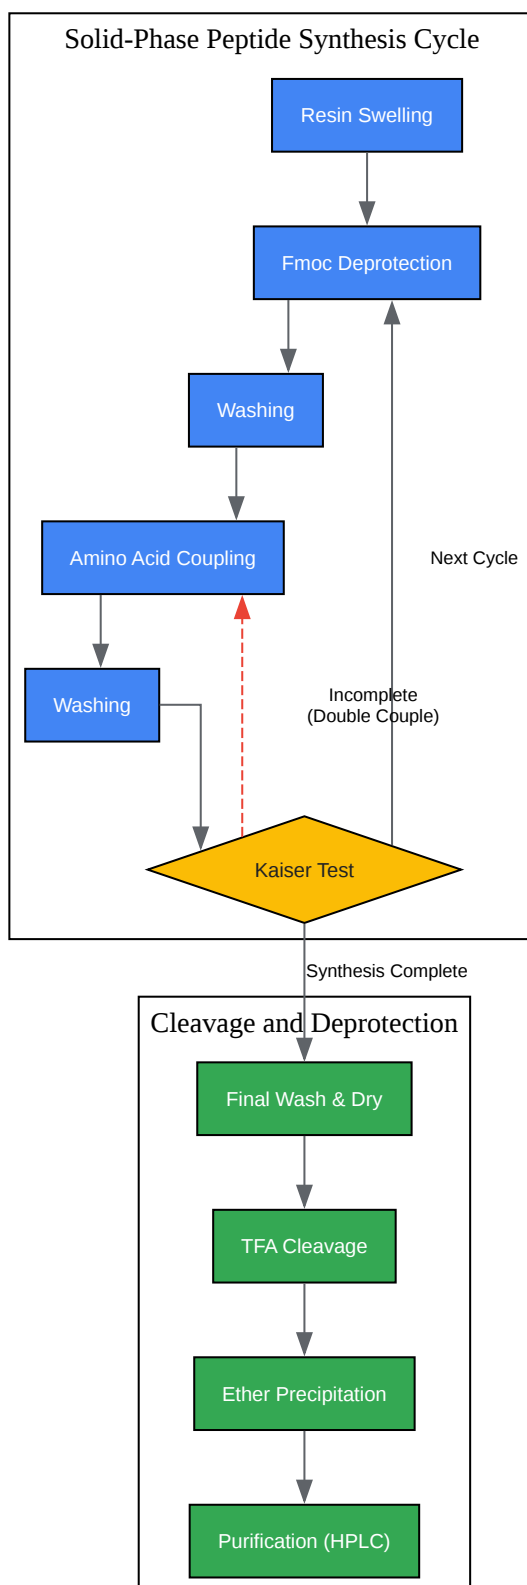 Solid-Phase Peptide Synthesis Cycle
Resin Swelling
Fmoc Deprotection
Washing
Amino Acid Coupling
Next Cycle
Washing
Incomplete
(Double Couple)
Kaiser Test
Synthesis Complete
Cleavage and Deprotection
Final Wash & Dry
TFA Cleavage
Ether Precipitation
Purification (HPLC)